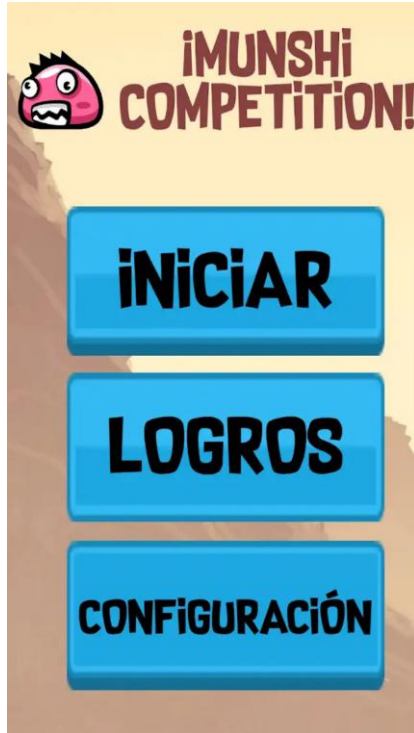 ¡MUNSHI
COMPETITION!
INICIAR
LOGROS
CONFIGURACIÓN